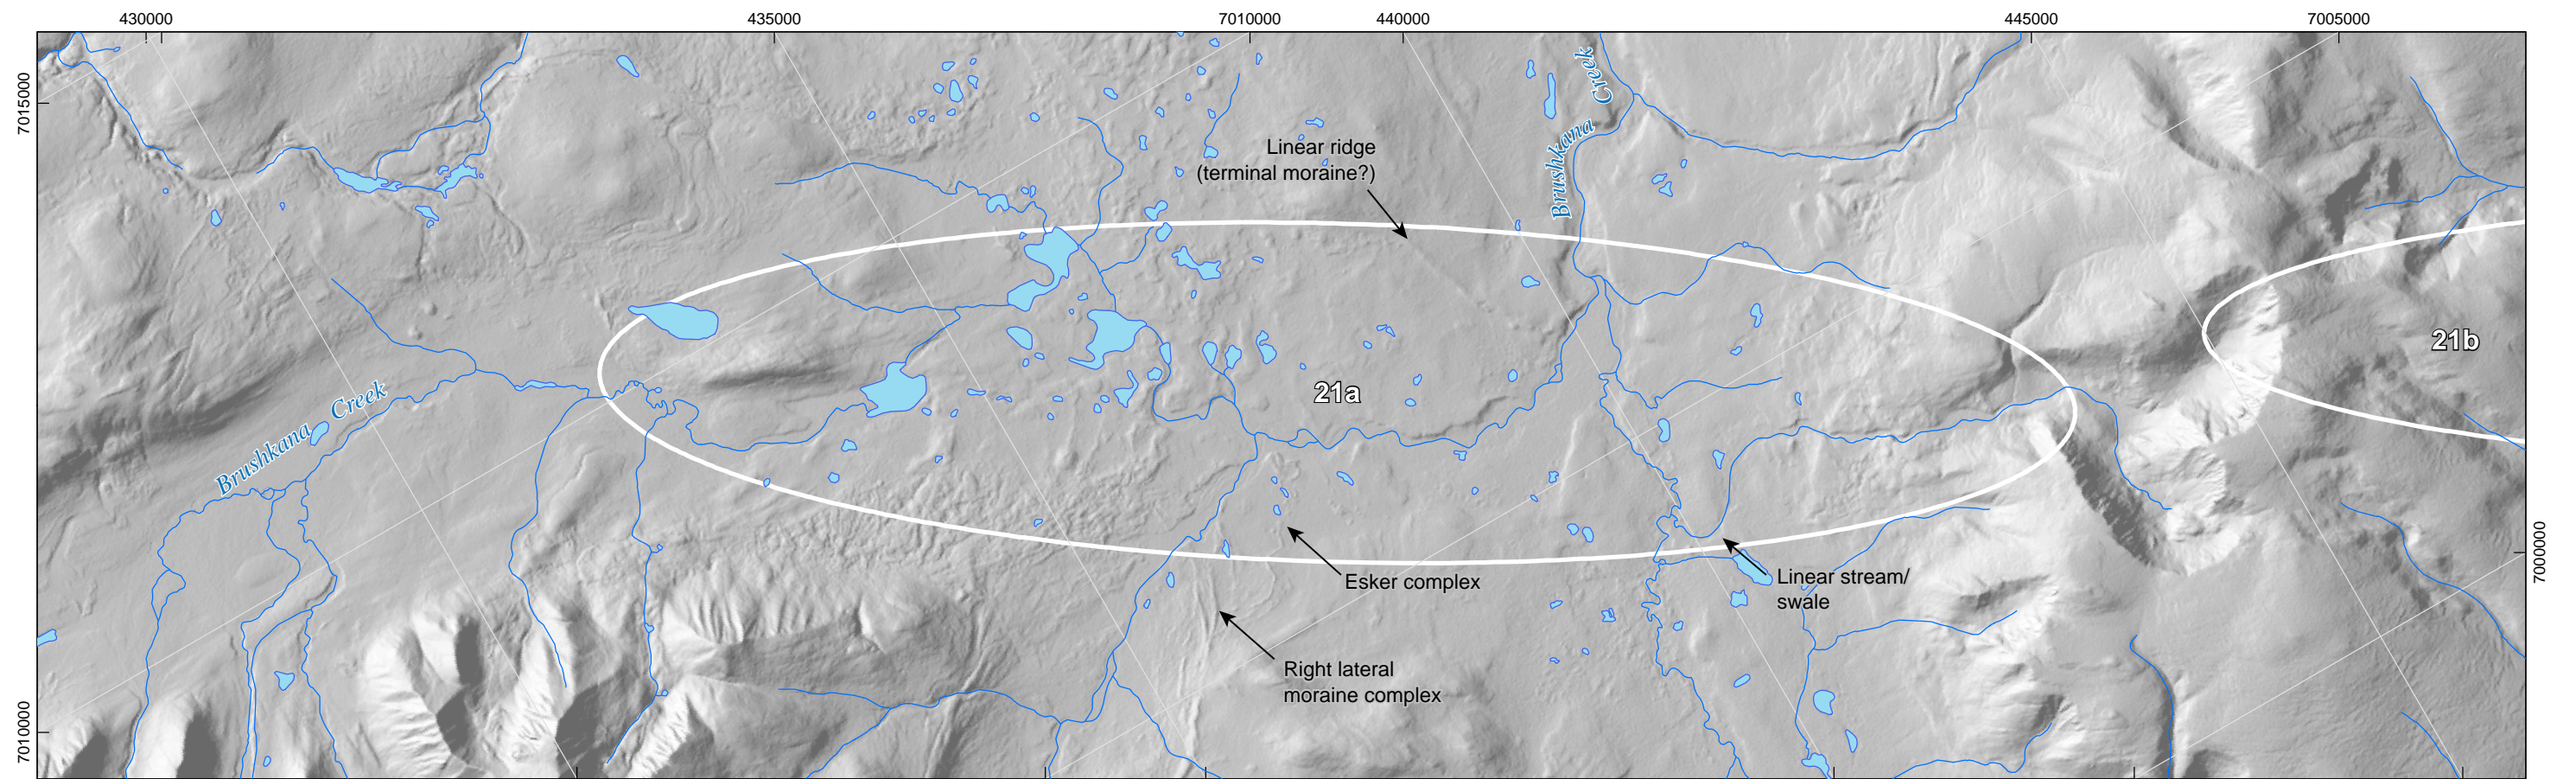 430000
435000
7010000
440000
445000
7005000
7015000
Brushkana
Creek
Linear ridge
(terminal moraine?)
21b
21a
Brushkana
Creek
7000000
Esker complex
Linear stream/
swale
Right lateral
moraine complex
7010000